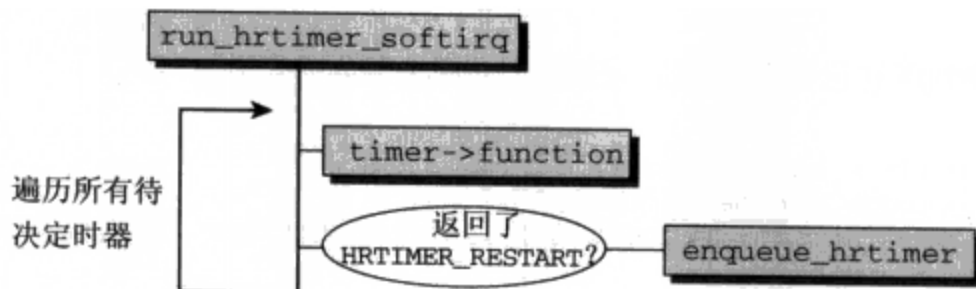 run_hrtimer_softirq
timer->function
遍历所有待
决定时器
返回了
HRTIMER_RESTART?
enqueue_hrtimer